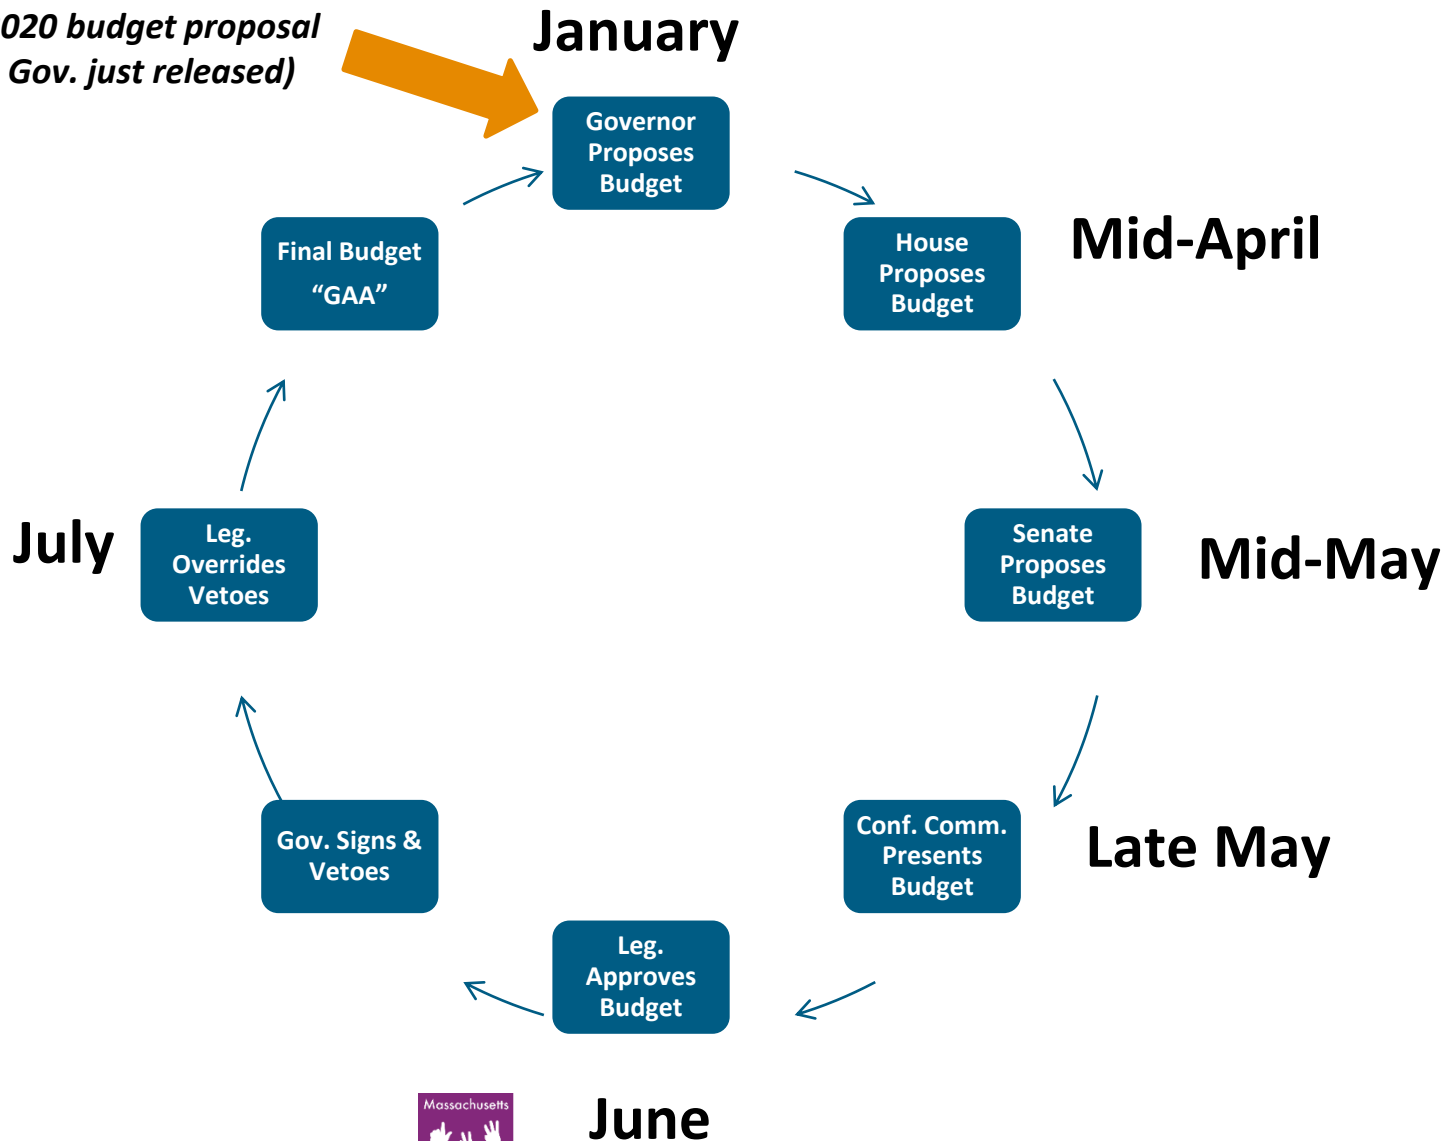 020 budget proposal
Gov. just released)
January
Governor
Proposes
Budget
Final Budget
“GAA”
House
Proposes
Budget
Mid-April
July
Leg.
Overrides
Vetoes
Senate
Proposes
Budget
Mid-May
Gov. Signs &
Vetoes
Conf. Comm.
Presents
Budget
Late May
Leg.
Approves
Budget
Massachusetts
June